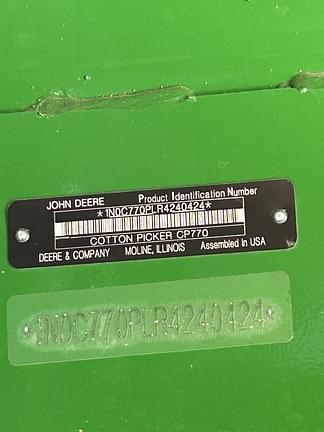 JOHN DEERE Product Identification Number
*1N0C770PLR4240424*
COTTON PICKER CP770
DEERE & COMPANY MOLINE, ILLINOIS Assembled in USA
*1N0C770PLR4240424*